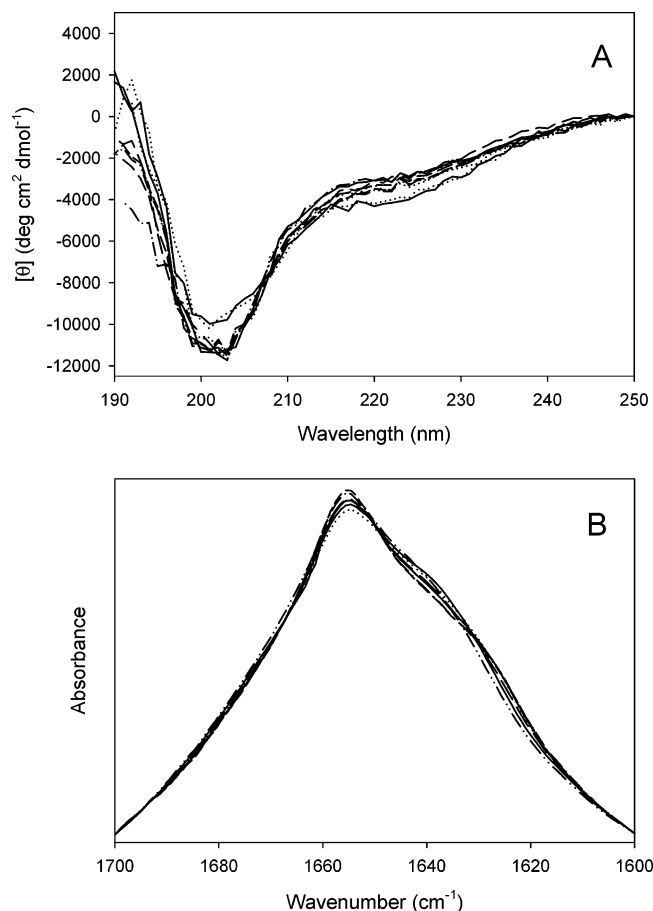 A
4000
2000
0
-2000
-4000
-6000
-8000
-10000
-12000
[θ] (deg cm² dmol⁻¹)
190 200 210 220 230 240 250
Wavelength (nm)
B
Absorbance
1700 1680 1660 1640 1620 1600
Wavenumber (cm⁻¹)